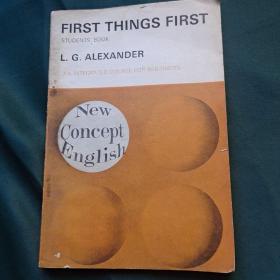 FIRST THINGS FIRST
STUDENTS' BOOK
L. G. ALEXANDER
AN INTEGRATED COURSE FOR BEGINNERS
New
Concept
English